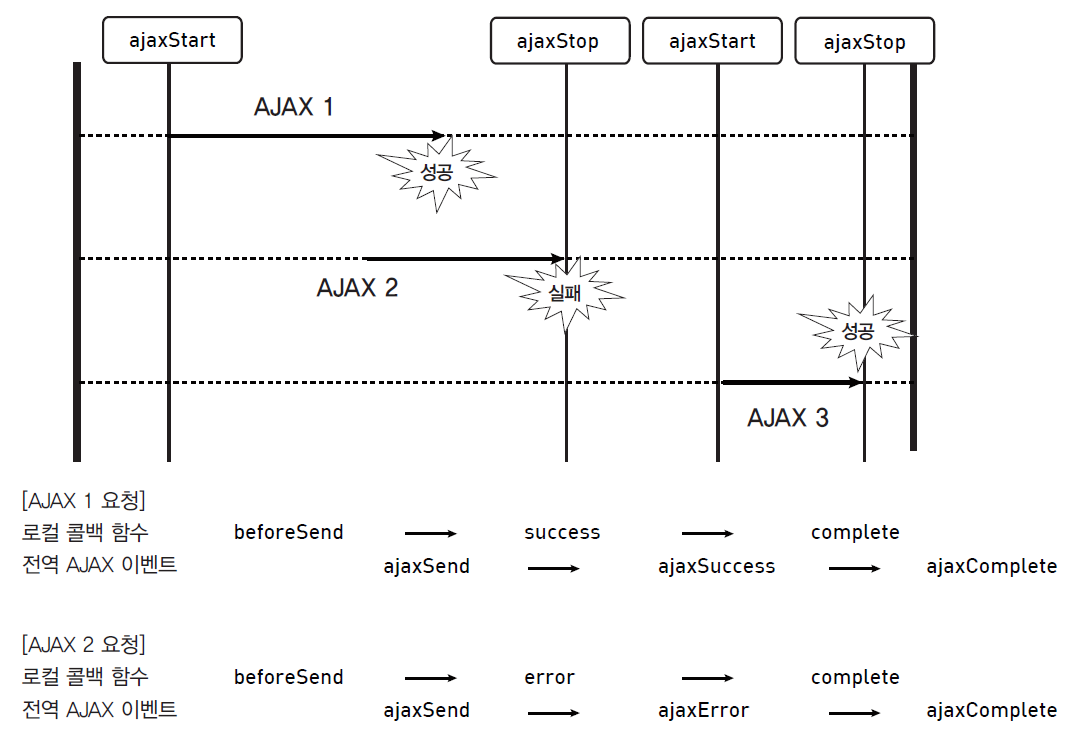 ajaxStart ajaxStop ajaxStart ajaxStop
AJAX 1
성공
AJAX 2
실패
성공
AJAX 3
[AJAX 1 요청]
로컬 콜백 함수 beforeSend success complete
전역 AJAX 이벤트 ajaxSend ajaxSuccess ajaxComplete
[AJAX 2 요청]
로컬 콜백 함수 beforeSend error complete
전역 AJAX 이벤트 ajaxSend ajaxError ajaxComplete